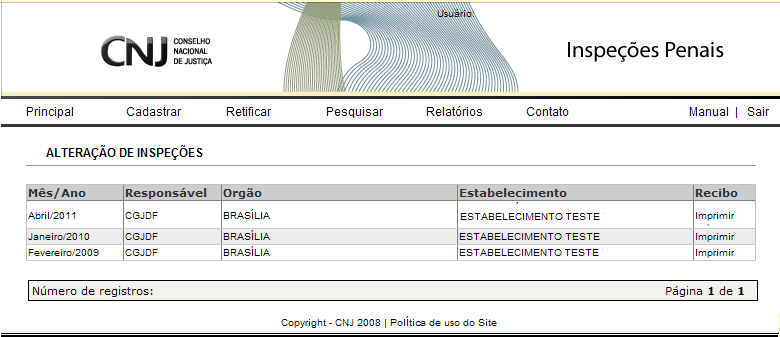 Usuário:
CNJ CONSELHO
NACIONAL
DE JUSTIÇA
Inspeções Penais
Principal Cadastrar Retificar Pesquisar Relatórios Contato Manual | Sair
ALTERAÇÃO DE INSPEÇÕES
Mês/Ano Responsável Orgão Estabelecimento Recibo
Abril/2011 CGJDF BRASÍLIA ESTABELECIMENTO TESTE Imprimir
Janeiro/2010 CGJDF BRASÍLIA ESTABELECIMENTO TESTE Imprimir
Fevereiro/2009 CGJDF BRASÍLIA ESTABELECIMENTO TESTE Imprimir
Número de registros: Página 1 de 1
Copyright - CNJ 2008 | Política de uso do Site